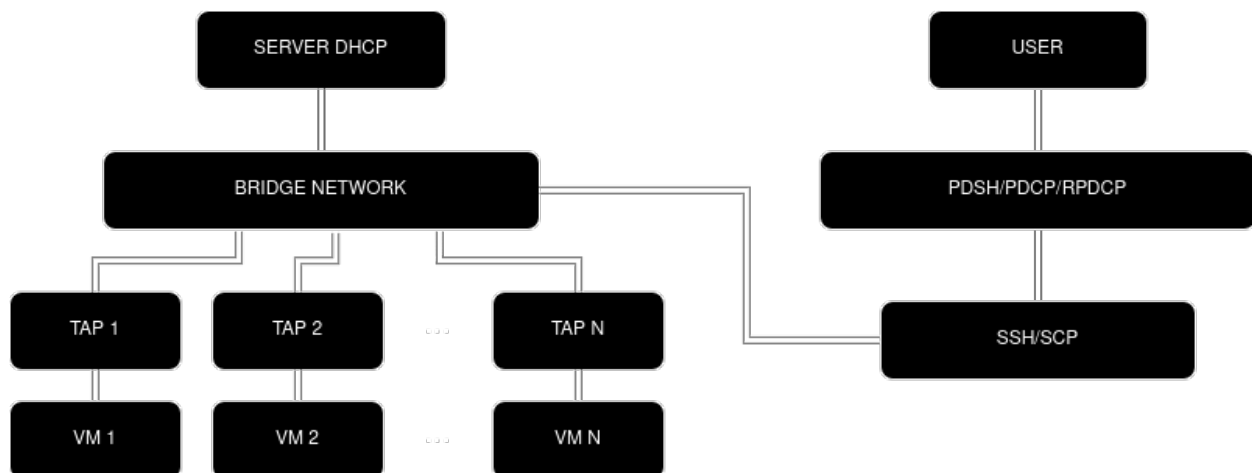 SERVER DHCP
USER
BRIDGE NETWORK
PDSH/PDCP/RPDCP
TAP 1
TAP 2
...
TAP N
SSH/SCP
VM 1
VM 2
...
VM N